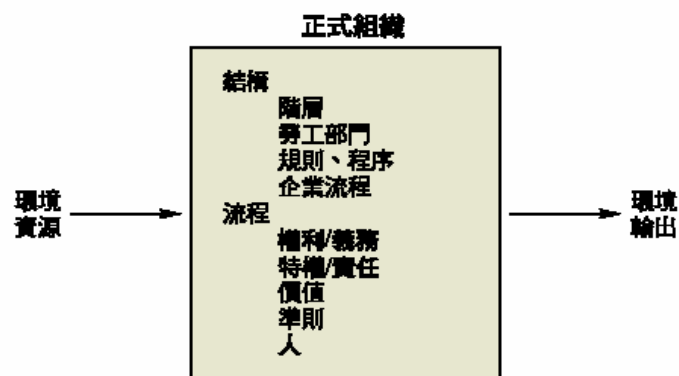 正式組織
結構
階層
勞工部門
規則、程序
企業流程
流程
權利/義務
特權/責任
價值
準則
人
環境
資源
環境
輸出